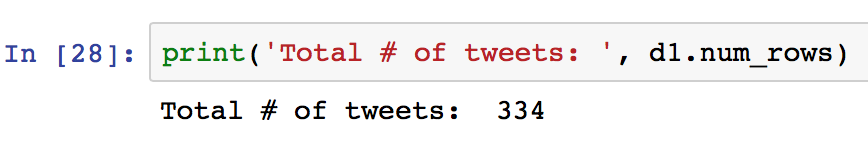 In [28]: print('Total # of tweets: ', d1.num_rows)
Total # of tweets:  334